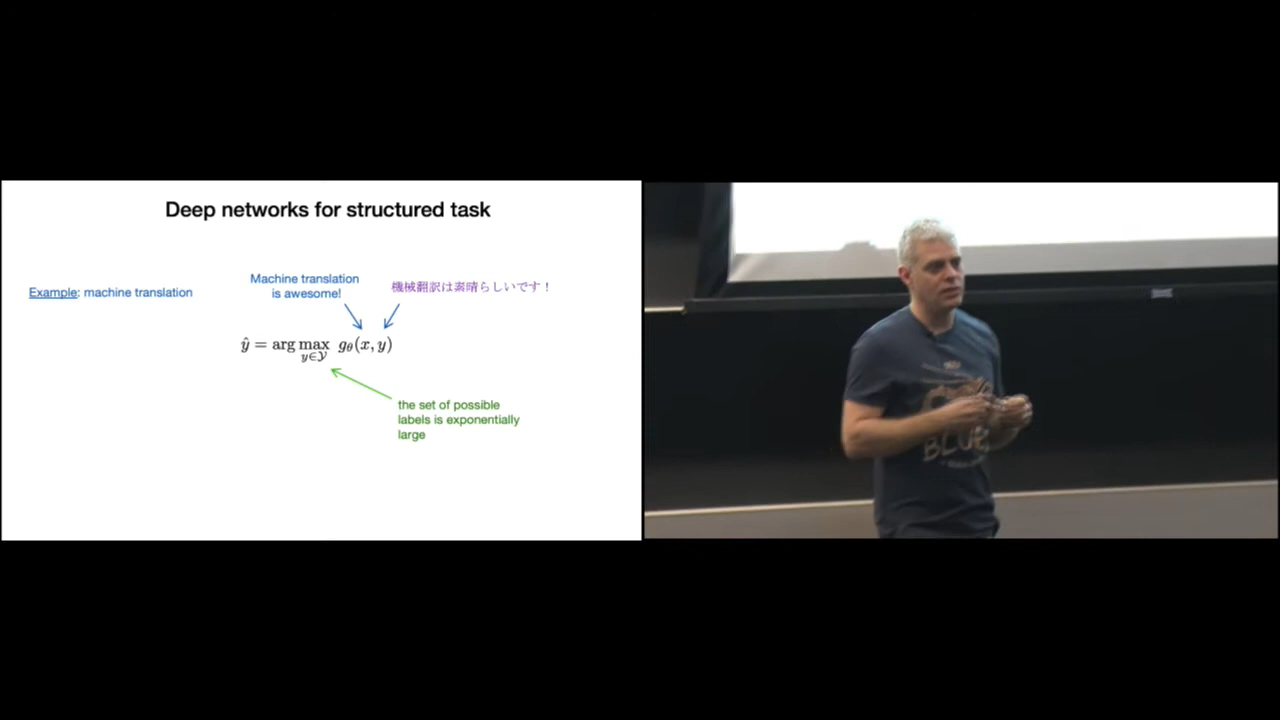 Deep networks for structured task
Example: machine translation
Machine translation
is awesome!
機械翻訳は素晴らしいです！
ŷ = arg max g_θ(x, y)
y∈𝒴
the set of possible
labels is exponentially
large
BLUES